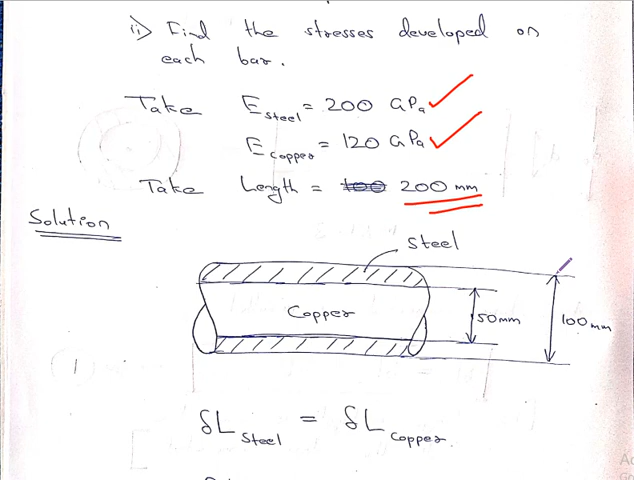 ii) Find the stresses developed on
each bar.
Take E steel = 200 GPa
E copper = 120 GPa
Take Length = 200 mm
Solution
Steel
Copper
50mm
100mm
δL steel = δL Copper.